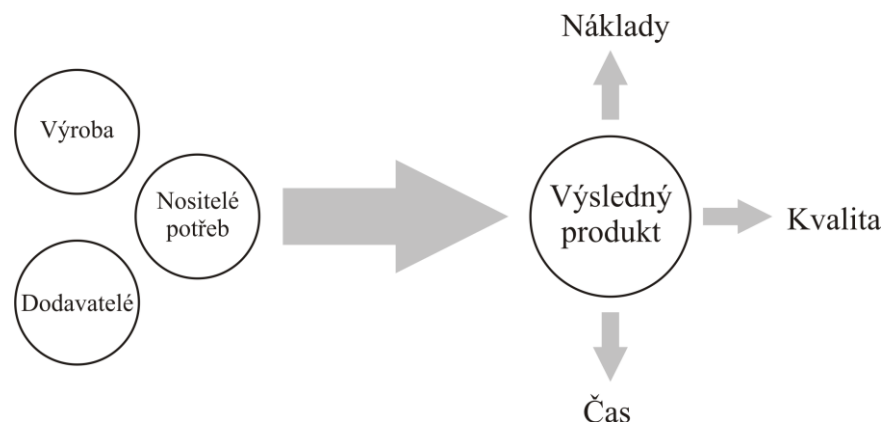 Náklady
Výroba
Nositelé
potřeb
Dodavatelé
Výsledný
produkt
Kvalita
Čas